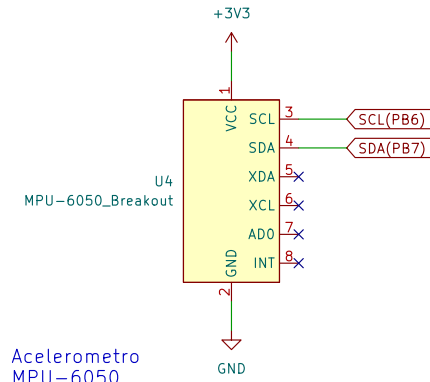 +3V3
1
VCC
SCL 3 SCL(PB6)
SDA 4 SDA(PB7)
XDA 5
U4
MPU-6050_Breakout
XCL 6
AD0 7
GND
INT 8
2
GND
Acelerometro
MPU-6050